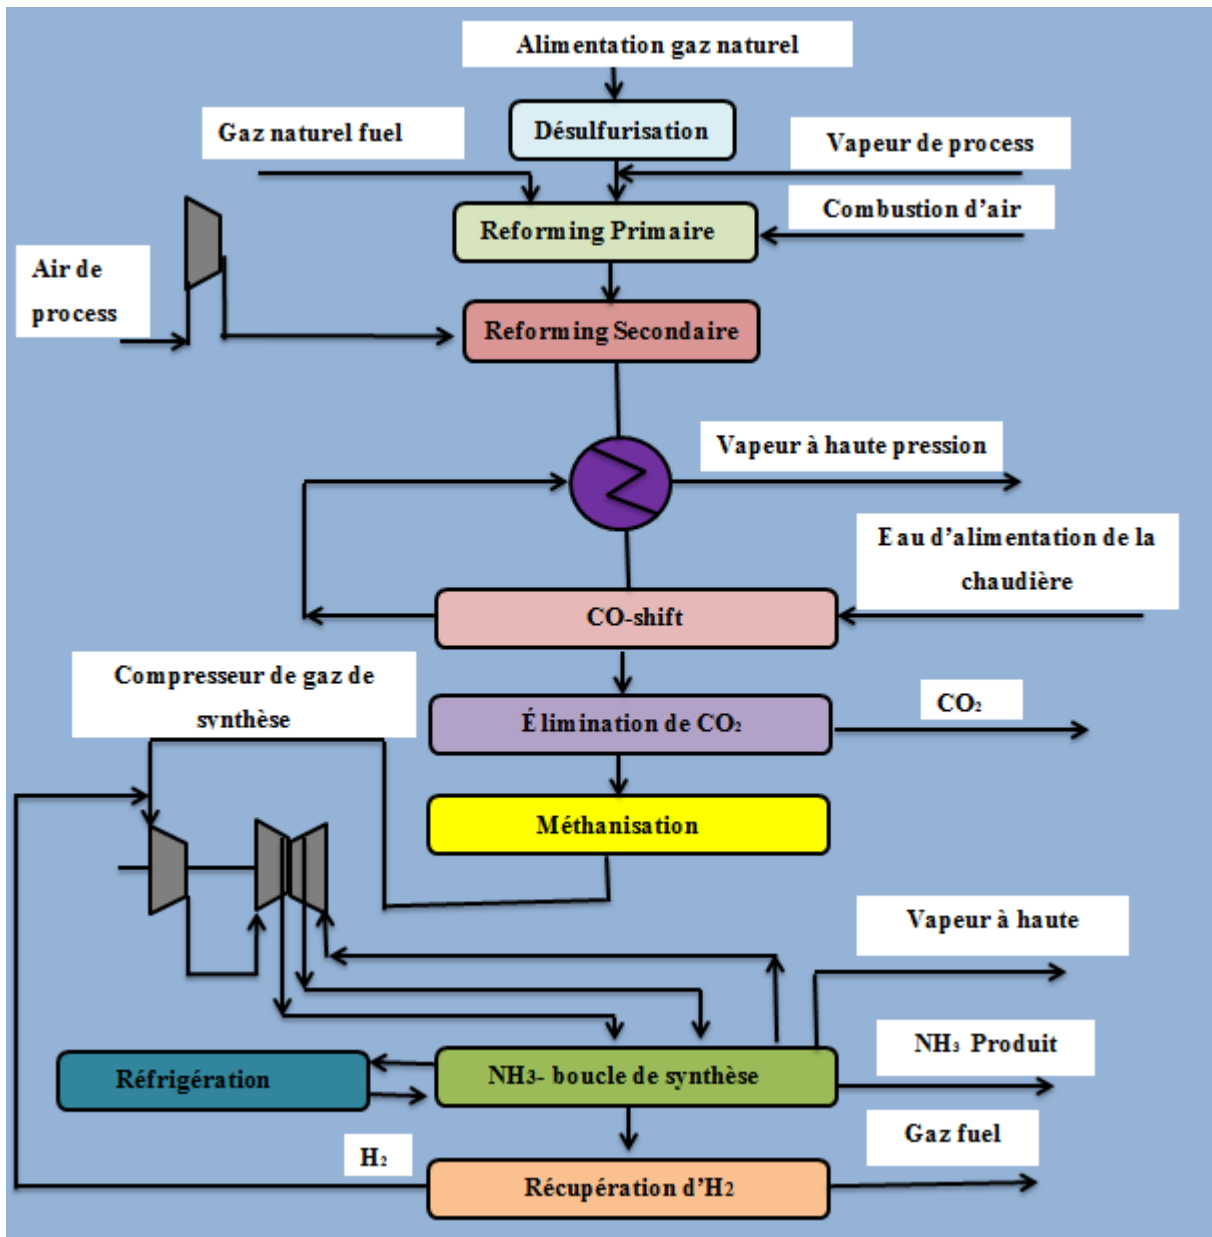 Alimentation gaz naturel
Désulfurisation
Gaz naturel fuel
Vapeur de process
Combustion d'air
Reforming Primaire
Air de
process
Reforming Secondaire
Vapeur à haute pression
Eau d'alimentation de la
chaudière
CO-shift
Compresseur de gaz de
synthèse
Élimination de CO₂
CO₂
Méthanisation
Vapeur à haute
NH₃ Produit
Réfrigération
NH3- boucle de synthèse
Gaz fuel
H₂
Récupération d'H2